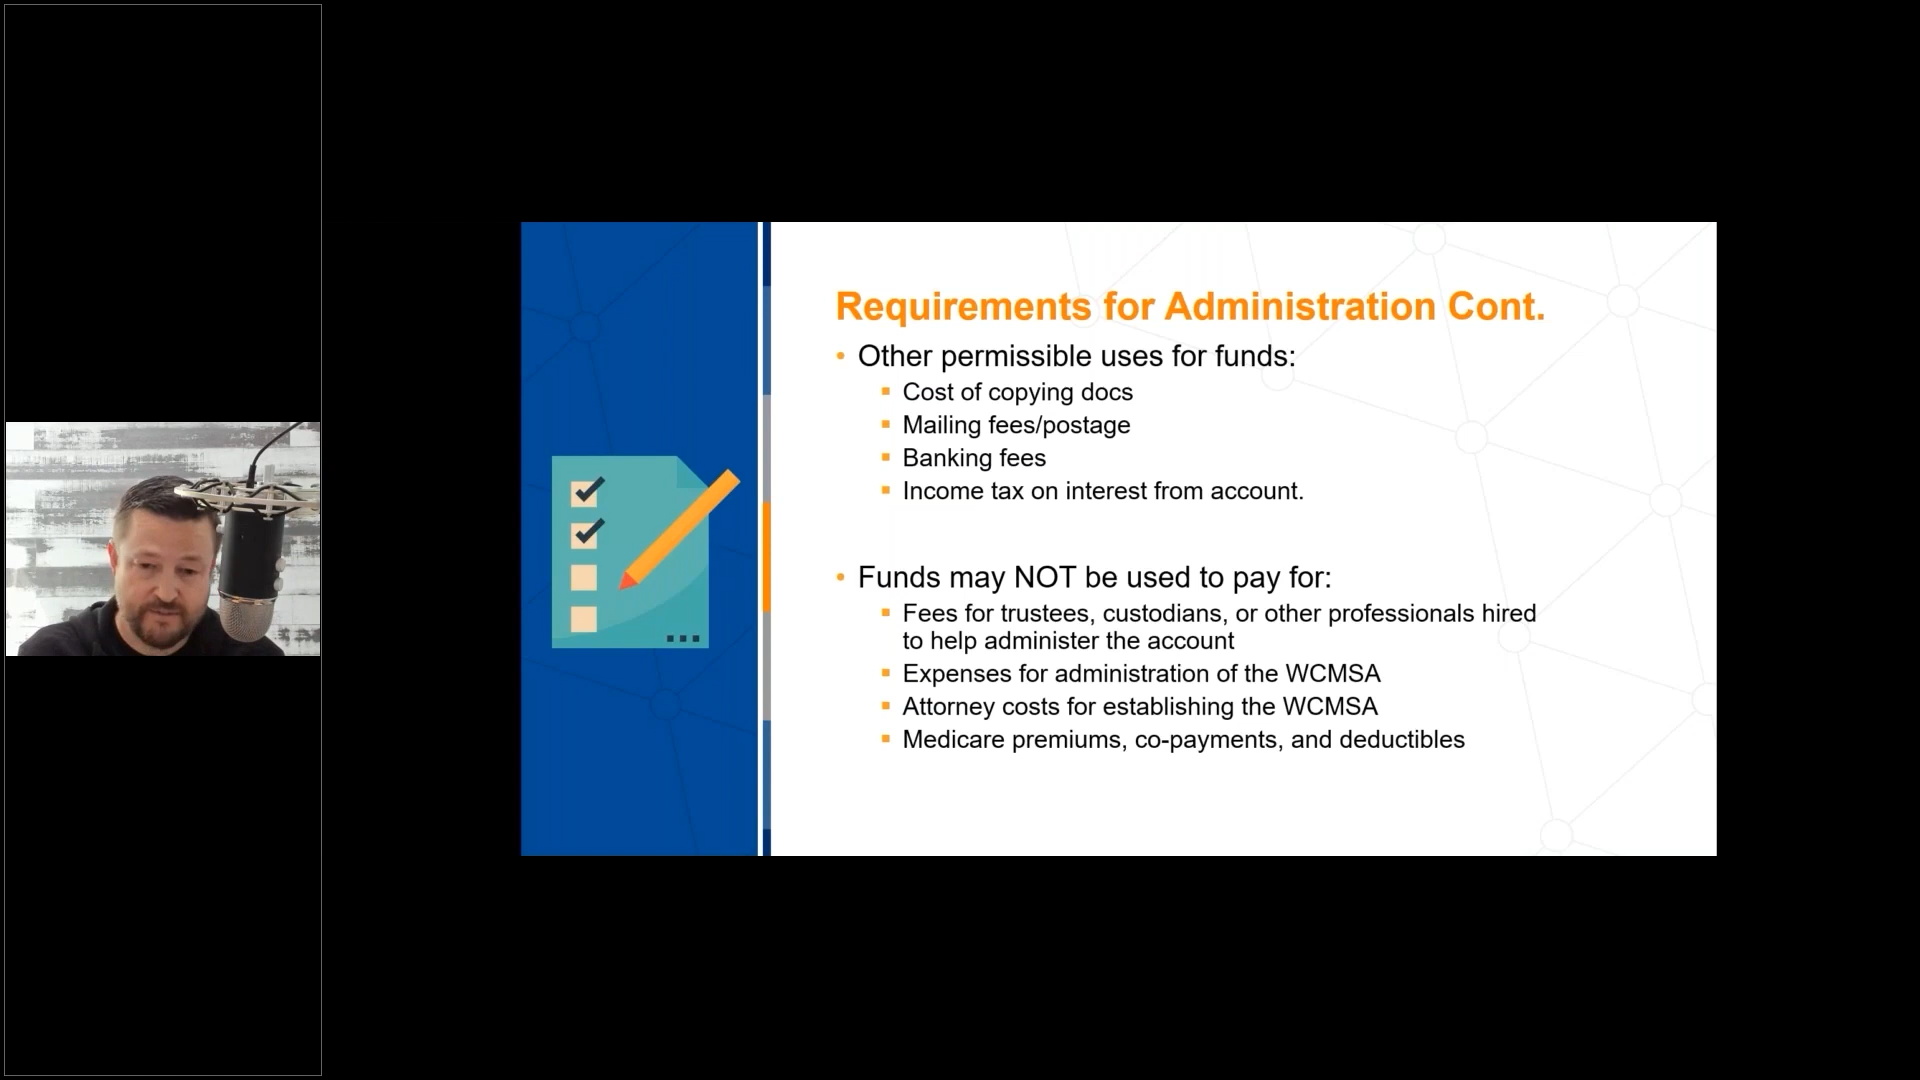 Requirements for Administration Cont.
• Other permissible uses for funds:
▪ Cost of copying docs
▪ Mailing fees/postage
▪ Banking fees
▪ Income tax on interest from account.
• Funds may NOT be used to pay for:
▪ Fees for trustees, custodians, or other professionals hired
to help administer the account
▪ Expenses for administration of the WCMSA
▪ Attorney costs for establishing the WCMSA
▪ Medicare premiums, co-payments, and deductibles